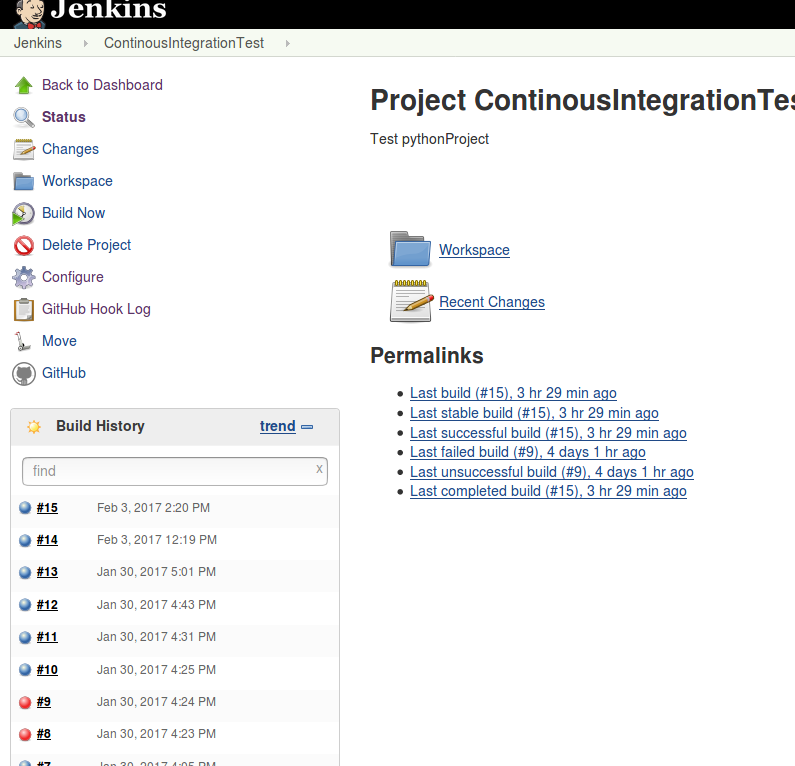 Jenkins
Jenkins ContinousIntegrationTest
Back to Dashboard
Status
Changes
Workspace
Build Now
Delete Project
Configure
GitHub Hook Log
Move
GitHub
Build History trend
find x
#15 Feb 3, 2017 2:20 PM
#14 Feb 3, 2017 12:19 PM
#13 Jan 30, 2017 5:01 PM
#12 Jan 30, 2017 4:43 PM
#11 Jan 30, 2017 4:31 PM
#10 Jan 30, 2017 4:25 PM
#9 Jan 30, 2017 4:24 PM
#8 Jan 30, 2017 4:23 PM
#7 Jan 30, 2017 4:05 PM
Project ContinousIntegrationTes
Test pythonProject
Workspace
Recent Changes
Permalinks
Last build (#15), 3 hr 29 min ago
Last stable build (#15), 3 hr 29 min ago
Last successful build (#15), 3 hr 29 min ago
Last failed build (#9), 4 days 1 hr ago
Last unsuccessful build (#9), 4 days 1 hr ago
Last completed build (#15), 3 hr 29 min ago